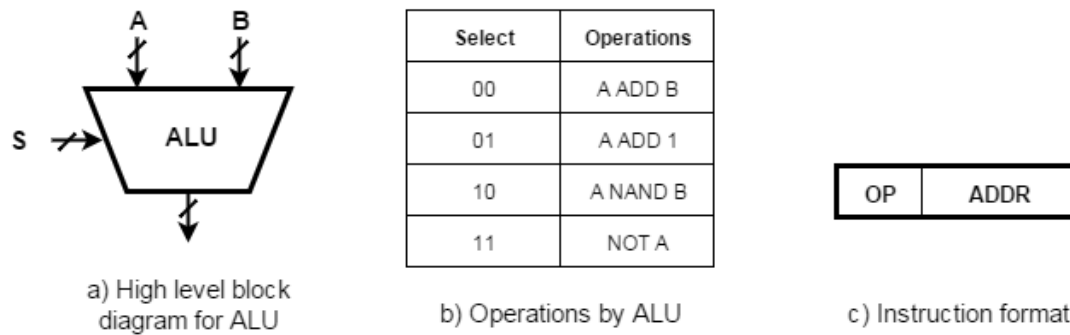 A B
S ALU
a) High level block
diagram for ALU
Select Operations
00 A ADD B
01 A ADD 1
10 A NAND B
11 NOT A
b) Operations by ALU
OP ADDR
c) Instruction format